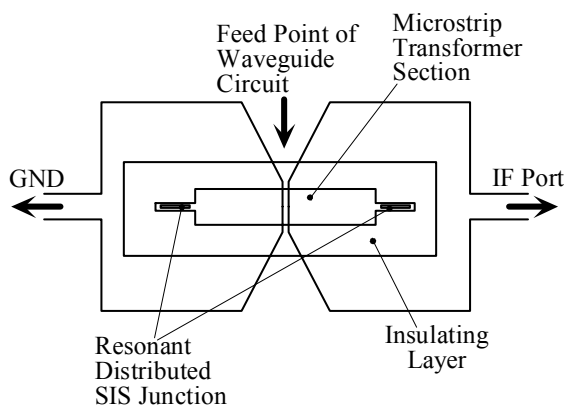 Feed Point of
Waveguide
Circuit
Microstrip
Transformer
Section
GND
IF Port
Resonant
Distributed
SIS Junction
Insulating
Layer